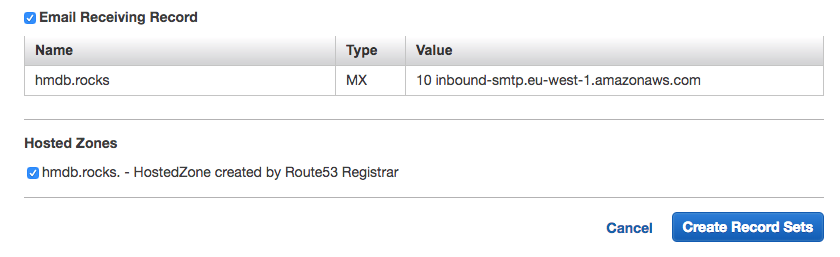 Email Receiving Record
Name Type Value
hmdb.rocks MX 10 inbound-smtp.eu-west-1.amazonaws.com
Hosted Zones
hmdb.rocks. - HostedZone created by Route53 Registrar
Cancel Create Record Sets